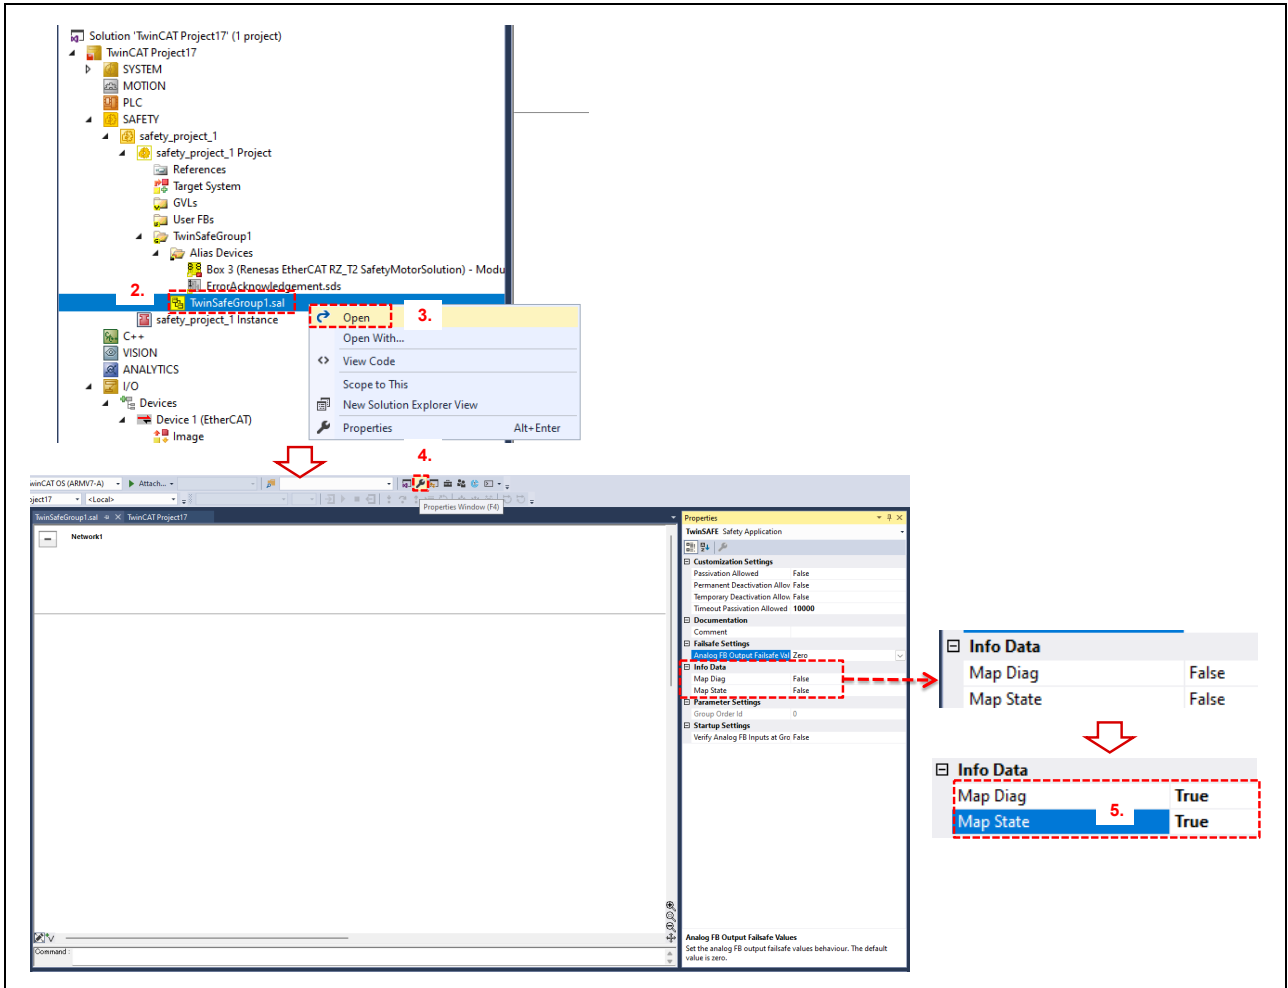 Solution 'TwinCAT Project17' (1 project)
TwinCAT Project17
SYSTEM
MOTION
PLC
SAFETY
safety_project_1
safety_project_1 Project
References
Target System
GVLs
User FBs
TwinSafeGroup1
Alias Devices
Box 3 (Renesas EtherCAT RZ_T2 SafetyMotorSolution) - Modu
ErrorAcknowledgement.sds
2.
TwinSafeGroup1.sal
safety_project_1 Instance
C++
VISION
ANALYTICS
I/O
Devices
Device 1 (EtherCAT)
Image
Open
3.
Open With...
View Code
Scope to This
New Solution Explorer View
Properties Alt+Enter
4.
winCAT OS (ARMV7-A) Attach...
oject17 <Local>
Properties Window (F4)
TwinSafeGroup1.sal TwinCAT Project17
Network1
Command :
Properties
TwinSAFE Safety Application
Customization Settings
Passivation Allowed False
Permanent Deactivation Allov False
Temporary Deactivation Allow. False
Timeout Passivation Allowed 10000
Documentation
Comment
Failsafe Settings
Analog FB Output Failsafe Val Zero
Info Data
Map Diag False
Map State False
Parameter Settings
Group Order Id 0
Startup Settings
Verify Analog FB Inputs at Gro False
Analog FB Output Failsafe Values
Set the analog FB output failsafe values behaviour. The default
value is zero.
Info Data
Map Diag False
Map State False
Info Data
Map Diag True
5.
Map State True